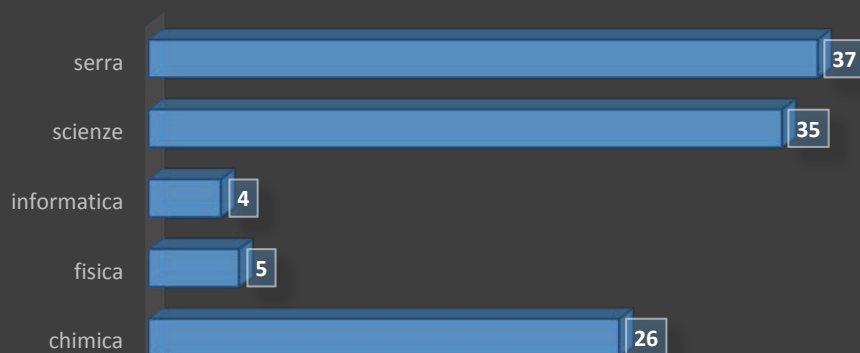 serra 37
scienze 35
informatica 4
fisica 5
chimica 26